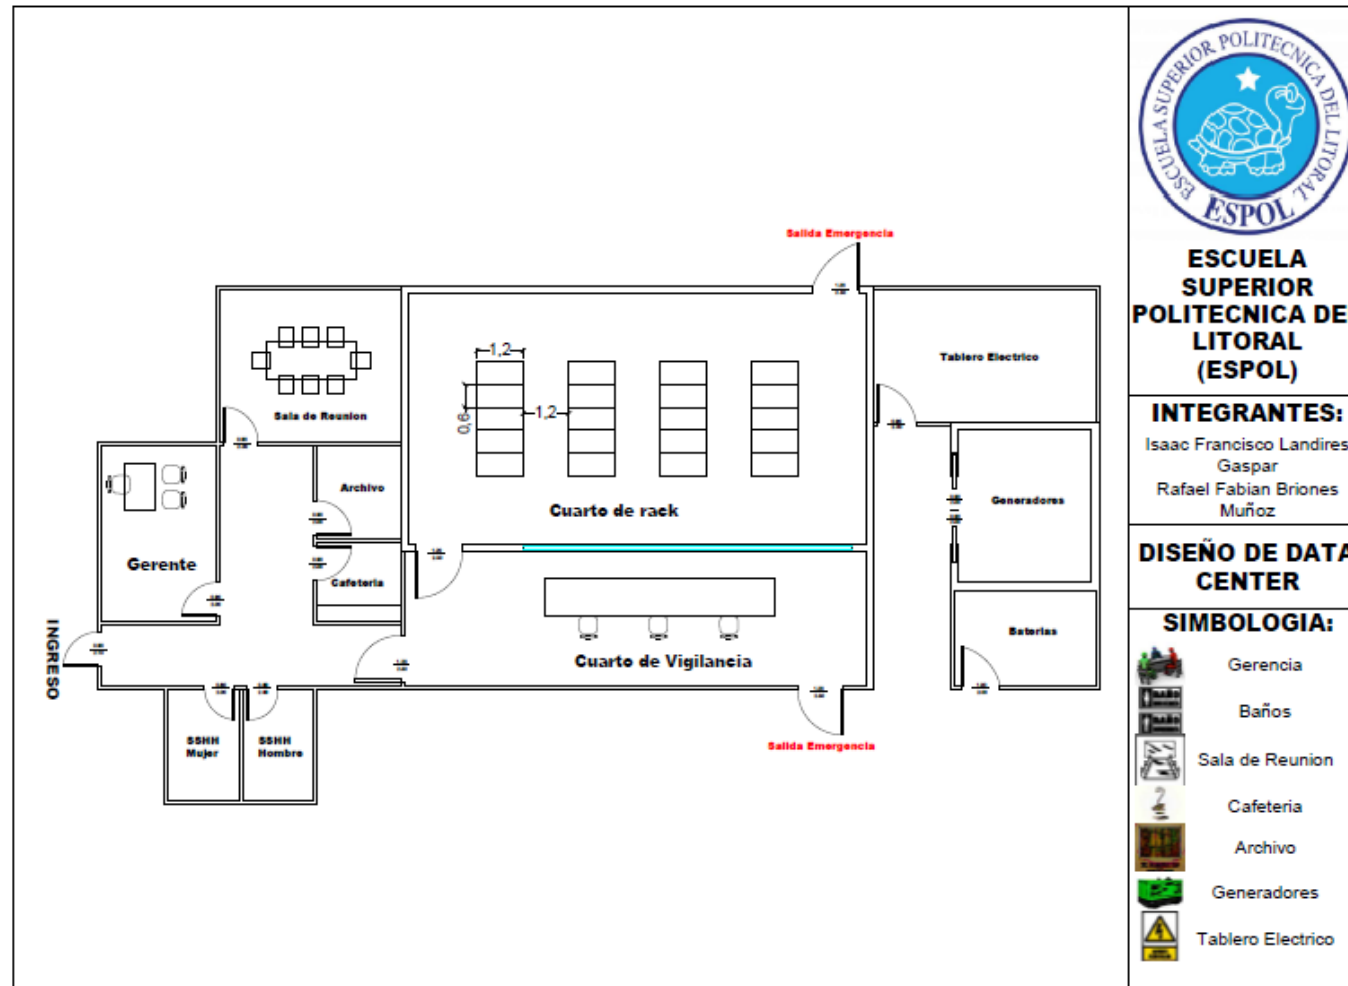 Salida Emergencia
Tablero Electrico
1,2
1,2
0,6
Sala de Reunion
Archivo
Cuarto de rack
Generadores
Gerente
Cafeteria
INGRESO
Baterias
Cuarto de Vigilancia
SSHH
Mujer
SSHH
Hombre
Salida Emergencia
ESCUELA SUPERIOR POLITECNICA DEL LITORAL
ESPOL
ESCUELA
SUPERIOR
POLITECNICA DE
LITORAL
(ESPOL)
INTEGRANTES:
Isaac Francisco Landires
Gaspar
Rafael Fabian Briones
Muñoz
DISEÑO DE DATA
CENTER
SIMBOLOGIA:
Gerencia
BAÑO
BAÑO
Baños
Sala de Reunion
Cafeteria
Archivo
Generadores
Tablero Electrico